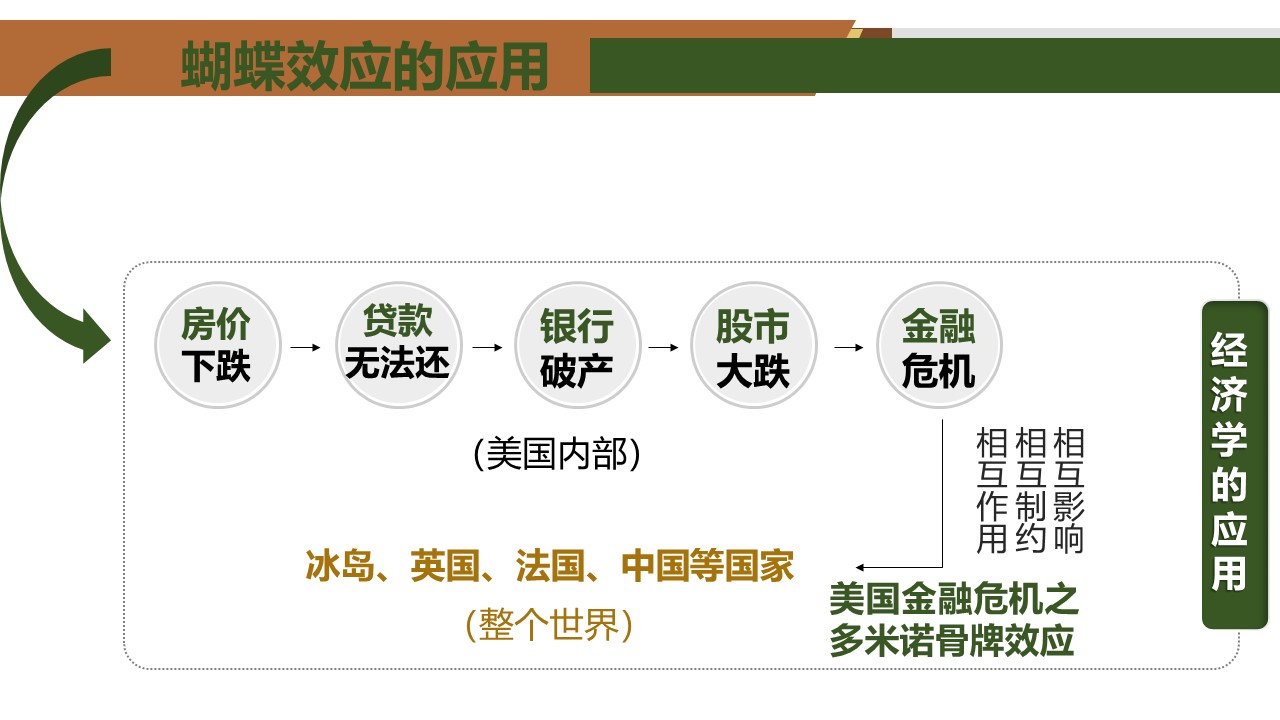 蝴蝶效应的应用
房价
下跌
贷款
无法还
银行
破产
股市
大跌
金融
危机
（美国内部）
相互作用
相互制约
相互影响
冰岛、英国、法国、中国等国家
（整个世界）
美国金融危机之
多米诺骨牌效应
经济学的应用